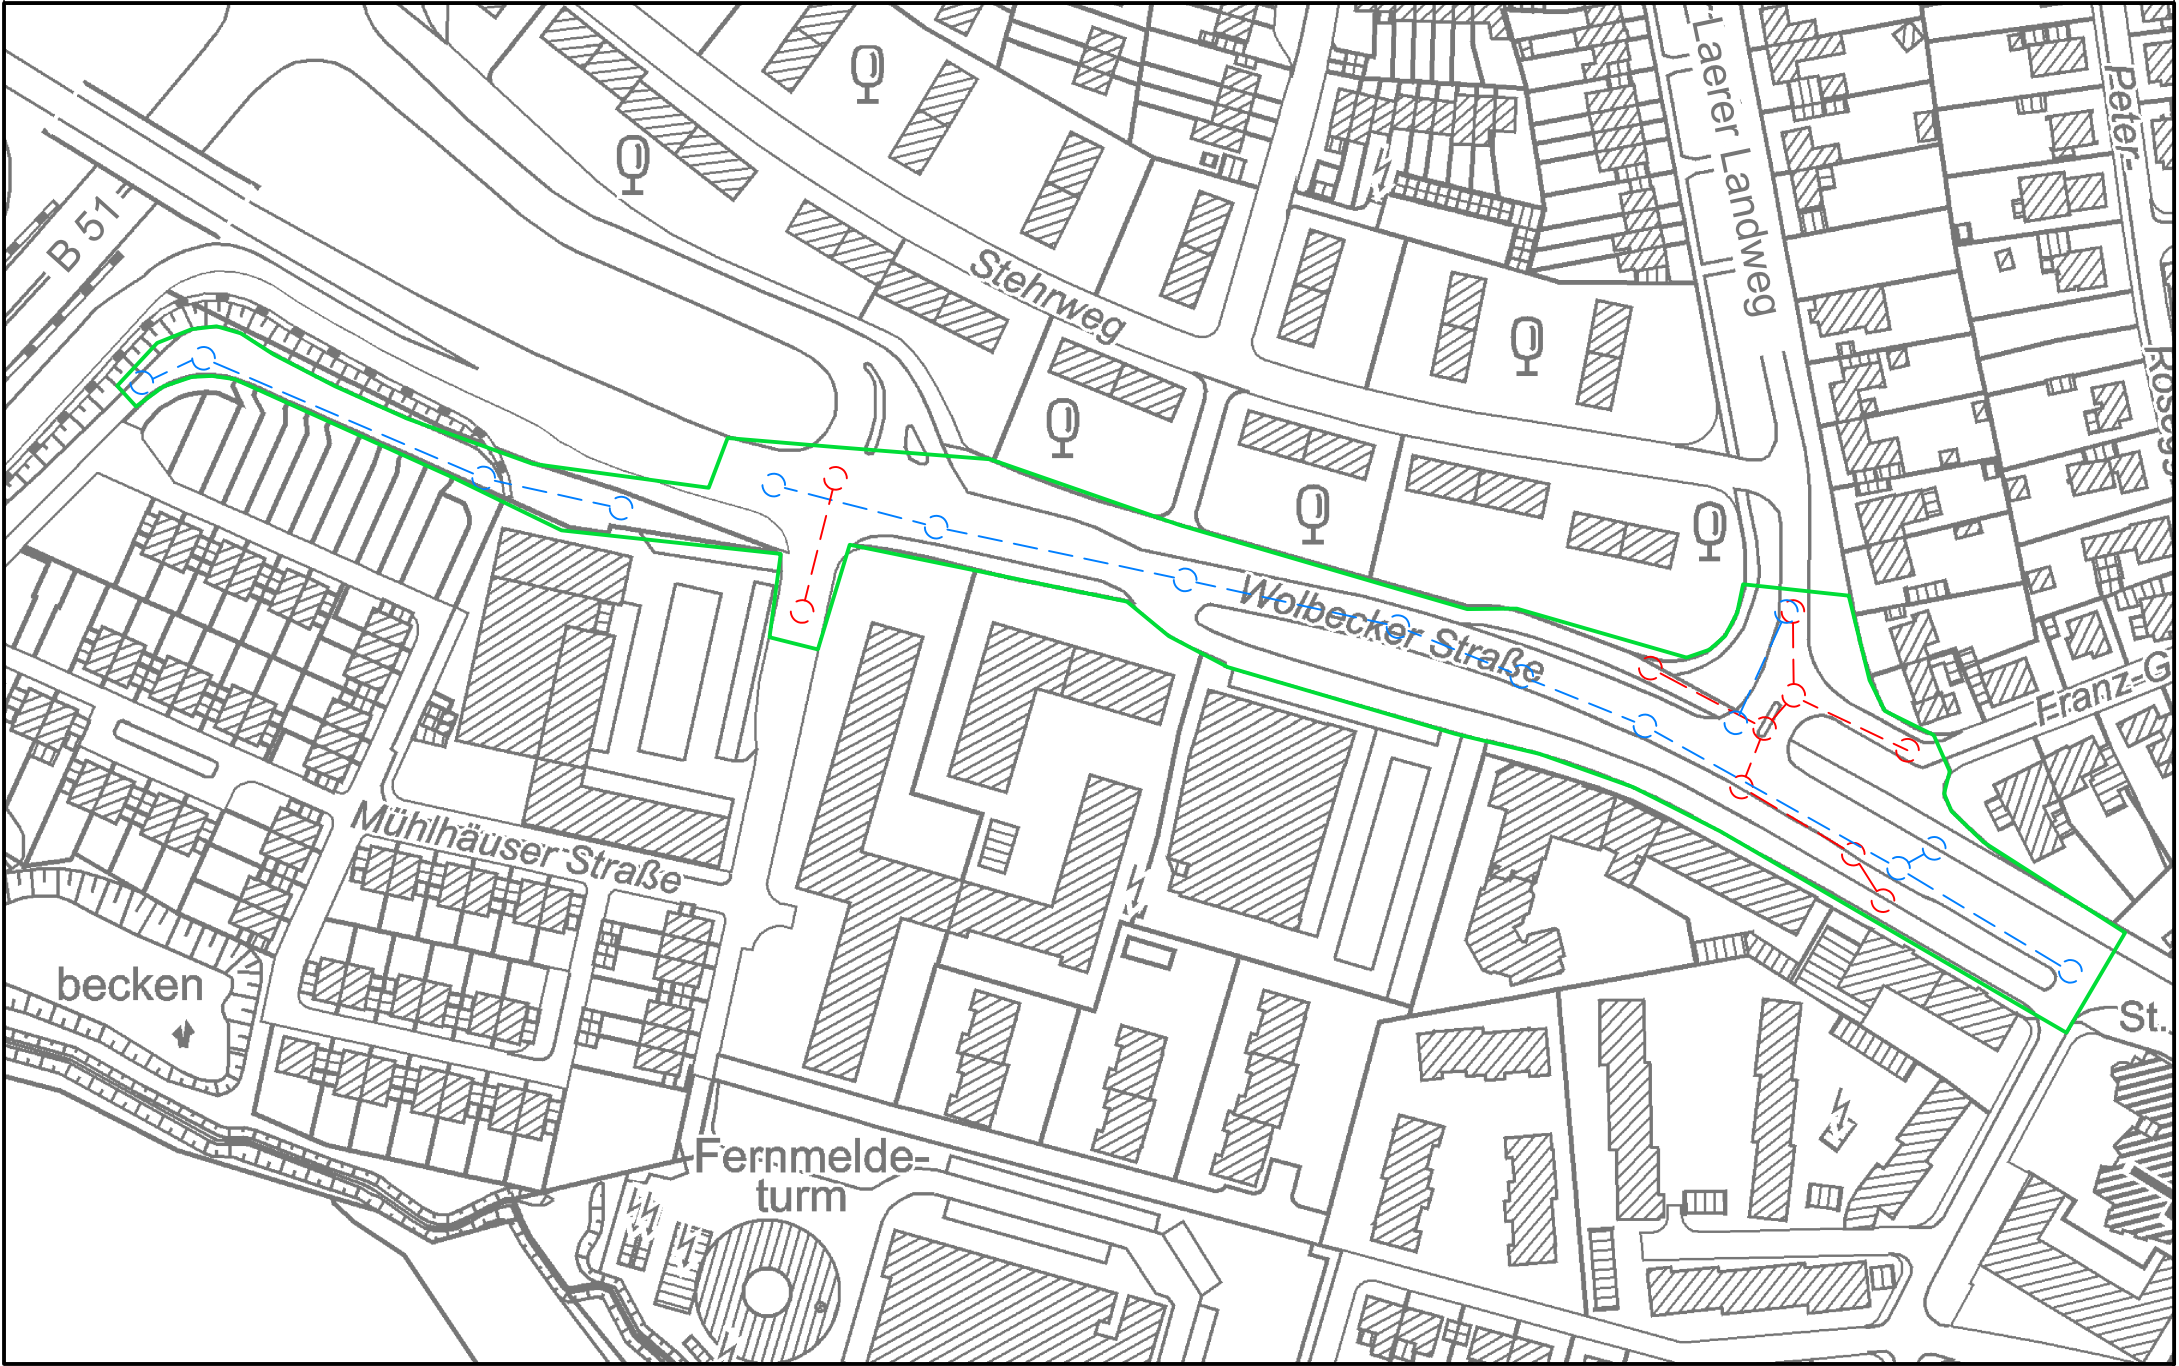 B 51
Stehrweg
-Laerer Landweg
Peter-
Wolbecker Straße
Franz-G
Mühlhäuser Straße
becken
St.
Fernmelde-
turm